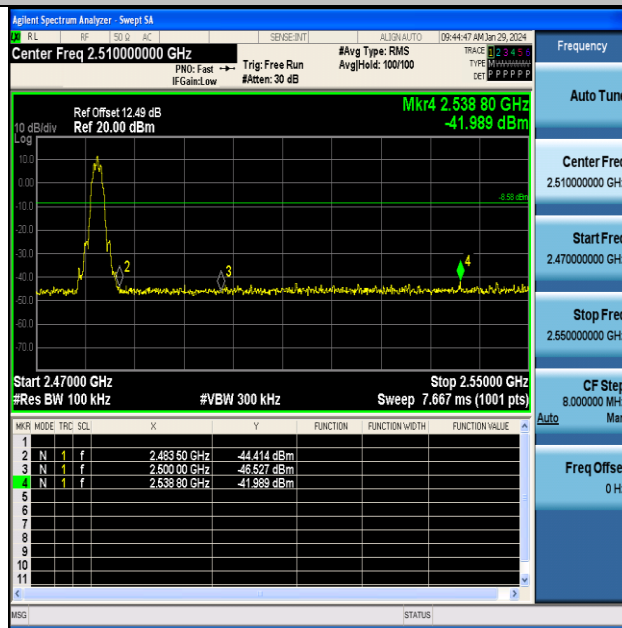 Agilent Spectrum Analyzer - Swept SA
RL RF 50 Ω AC SENSE:INT ALIGN AUTO 09:44:47 AM Jan 29, 2024
Center Freq 2.510000000 GHz #Avg Type: RMS TRACE 1 2 3 4 5 6
PNO: Fast Trig: Free Run Avg|Hold: 100/100 TYPE M
IFGain:Low #Atten: 30 dB DET P P P P P P
Mkr4 2.538 80 GHz
-41.989 dBm
Ref Offset 12.49 dB
10 dB/div Ref 20.00 dBm
Log
10.0
0.00
-8.58 dBm
-10.0
-20.0
-30.0
-40.0
2
3
4
-50.0
-60.0
-70.0
Start 2.47000 GHz Stop 2.55000 GHz
#Res BW 100 kHz #VBW 300 kHz Sweep 7.667 ms (1001 pts)
MKR MODE TRC SCL X Y FUNCTION FUNCTION WIDTH FUNCTION VALUE
1
2 N 1 f 2.483 50 GHz -44.414 dBm
3 N 1 f 2.500 00 GHz -46.527 dBm
4 N 1 f 2.538 80 GHz -41.989 dBm
5
6
7
8
9
10
11
MSG STATUS
Frequency
Auto Tune
Center Freq
2.510000000 GHz
Start Freq
2.470000000 GHz
Stop Freq
2.550000000 GHz
CF Step
8.000000 MHz
Auto Man
Freq Offset
0 Hz